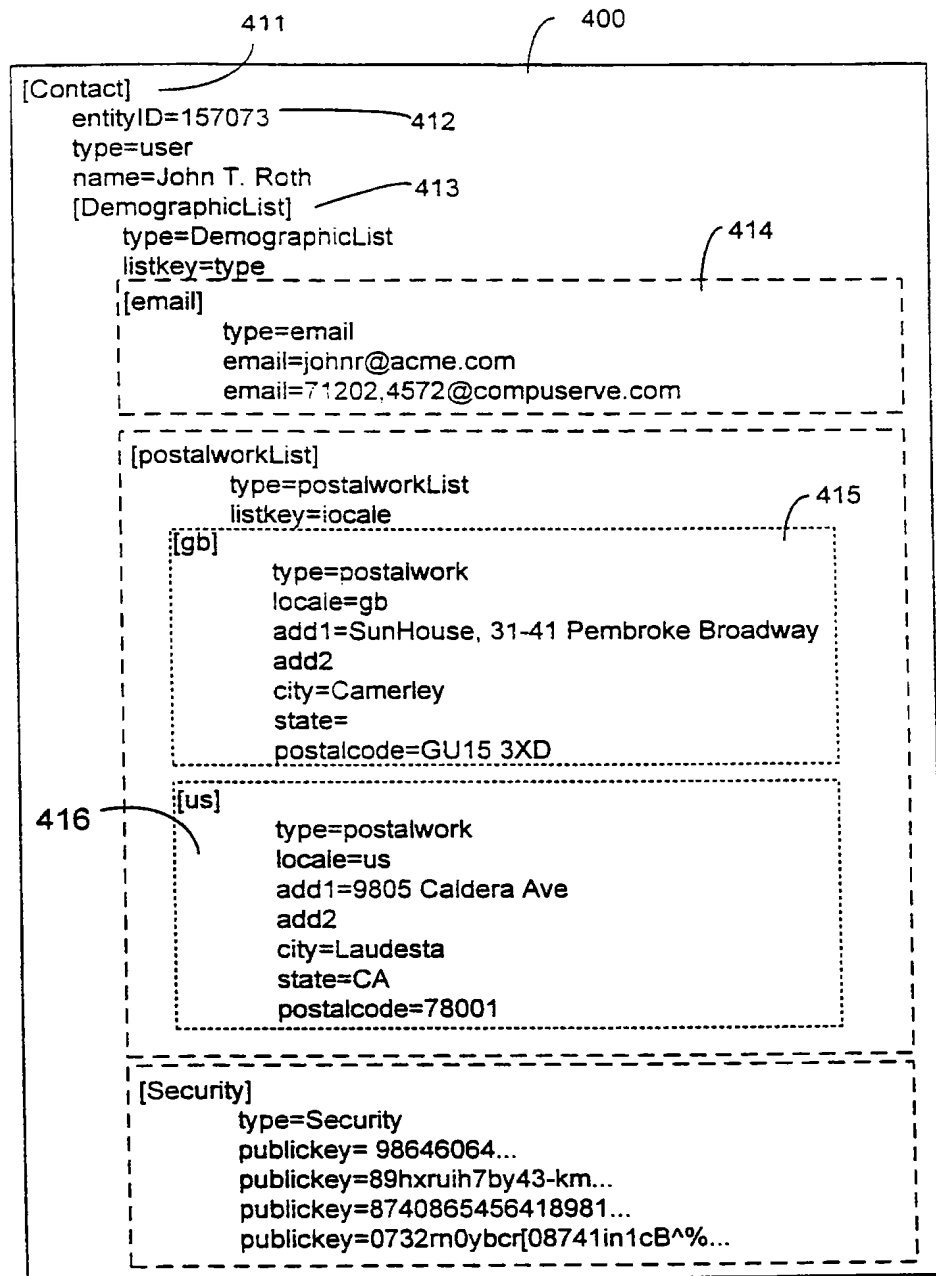 411
400
[Contact]
entityID=157073
412
type=user
name=John T. Roth
413
[DemographicList]
type=DemographicList
414
listkey=type
[email]
type=email
email=johnr@acme.com
email=71202,4572@compuserve.com
[postalworkList]
type=postalworkList
415
listkey=locale
[gb]
type=postalwork
locale=gb
add1=SunHouse, 31-41 Pembroke Broadway
add2
city=Camerley
state=
postalcode=GU15 3XD
416
[us]
type=postalwork
locale=us
add1=9805 Caldera Ave
add2
city=Laudesta
state=CA
postalcode=78001
[Security]
type=Security
publickey= 98646064...
publickey=89hxruih7by43-km...
publickey=8740865456418981...
publickey=0732m0ybcr[08741in1cB^%...